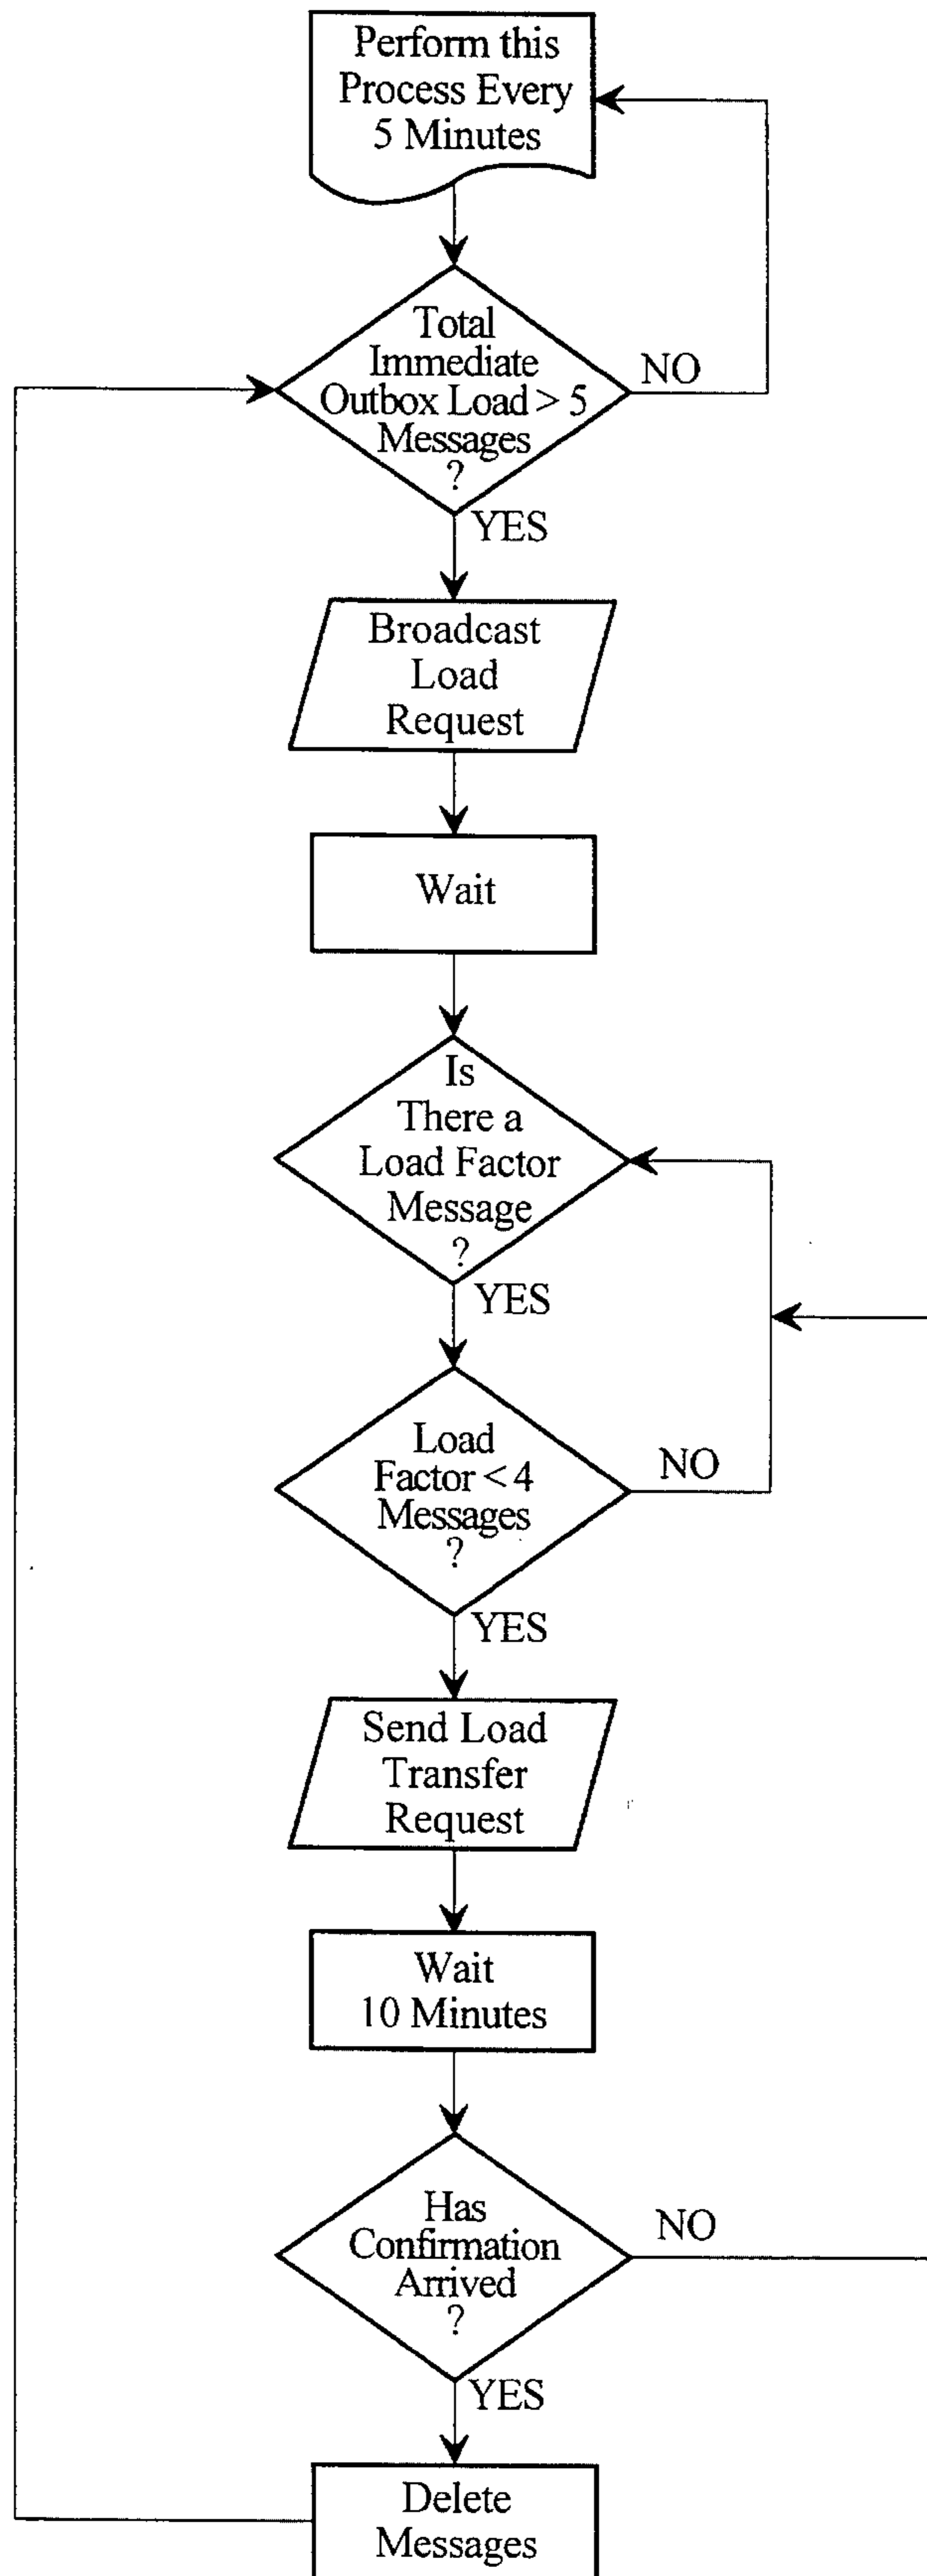 Perform this
Process Every
5 Minutes
Total
Immediate
Outbox Load > 5
Messages
?
NO
YES
Broadcast
Load
Request
Wait
Is
There a
Load Factor
Message
?
YES
Load
Factor < 4
Messages
?
NO
YES
Send Load
Transfer
Request
Wait
10 Minutes
Has
Confirmation
Arrived
?
NO
YES
Delete
Messages